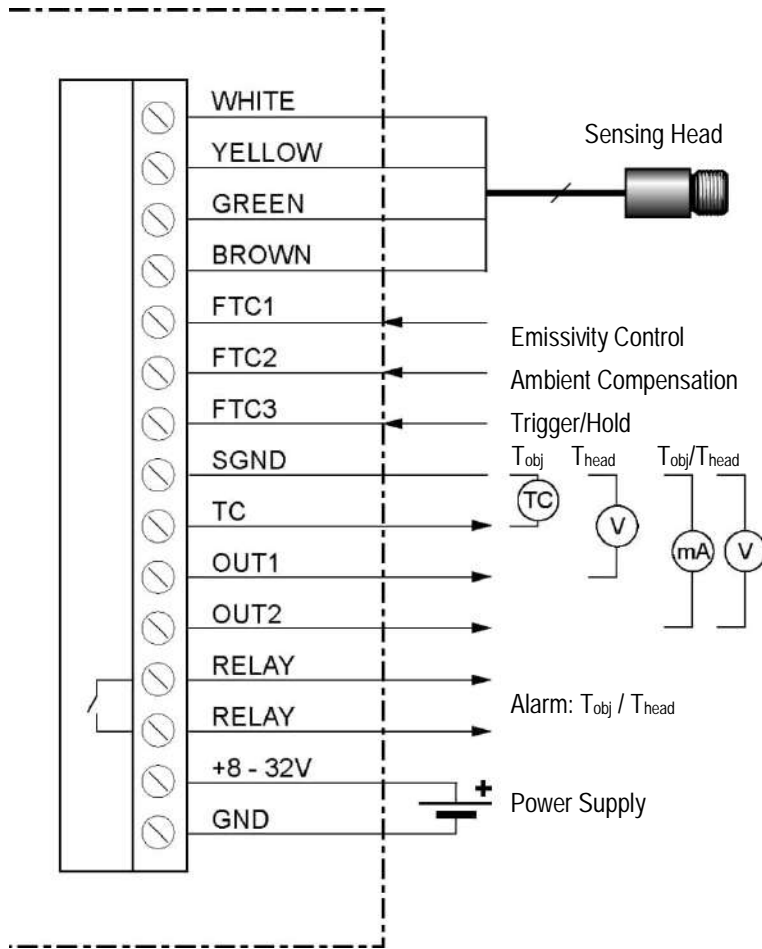 WHITE
YELLOW
GREEN
BROWN
FTC1
FTC2
FTC3
SGND
TC
OUT1
OUT2
RELAY
RELAY
+8 - 32V
GND
Sensing Head
Emissivity Control
Ambient Compensation
Trigger/Hold
Tobj Thead Tobj/Thead
TC
V
mA
V
Alarm: Tobj / Thead
+
Power Supply